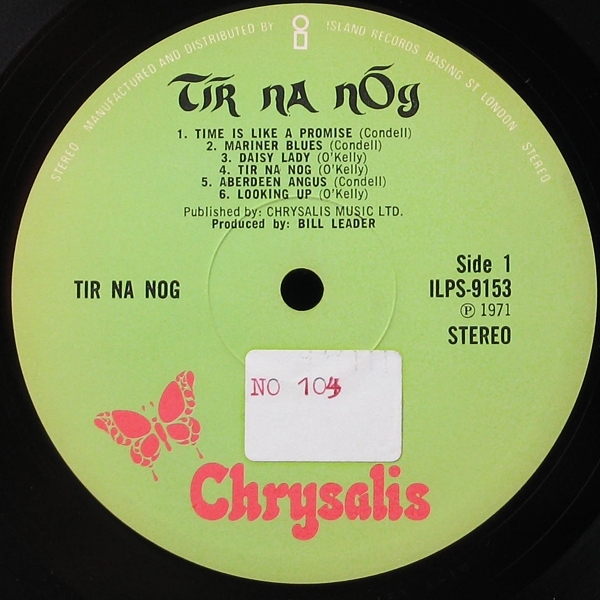 STEREO MANUFACTURED AND DISTRIBUTED BY ISLAND RECORDS BASING ST LONDON STEREO
TÍR NA NÓG
1. TIME IS LIKE A PROMISE (Condell)
2. MARINER BLUES (Condell)
3. DAISY LADY (O'Kelly)
4. TIR NA NOG (O'Kelly)
5. ABERDEEN ANGUS (Condell)
6. LOOKING UP (O'Kelly)
Published by: CHRYSALIS MUSIC LTD.
Produced by: BILL LEADER
TIR NA NOG
Side 1
ILPS-9153
Ⓟ 1971
STEREO
NO 104
Chrysalis